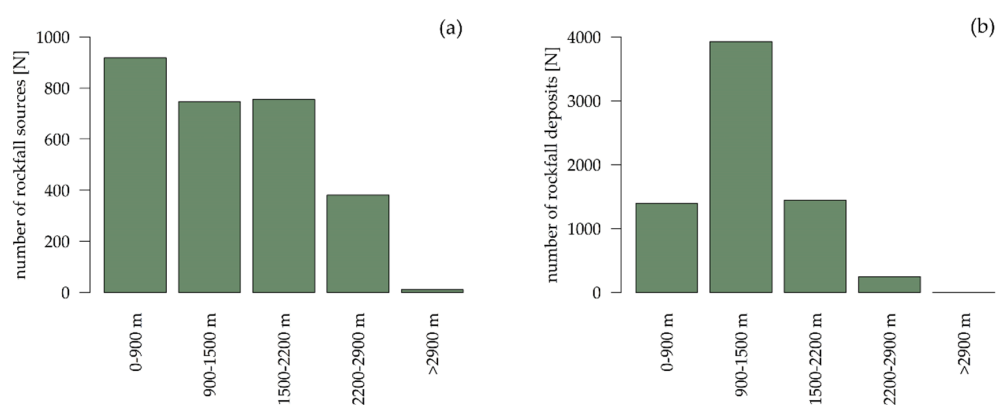 (a)
number of rockfall sources [N]
1000
800
600
400
200
0
0-900 m
900-1500 m
1500-2200 m
2200-2900 m
>2900 m
(b)
number of rockfall deposits [N]
4000
3000
2000
1000
0
0-900 m
900-1500 m
1500-2200 m
2200-2900 m
>2900 m